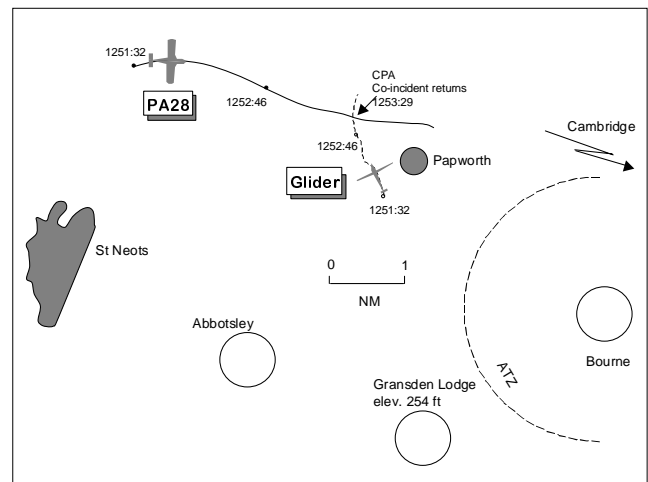 1251:32
PA28
1252:46
CPA
Co-incident returns
1253:29
Cambridge
1252:46
Papworth
Glider
1251:32
St Neots
0 1
NM
Abbotsley
Bourne
ATZ
Gransden Lodge
elev. 254 ft